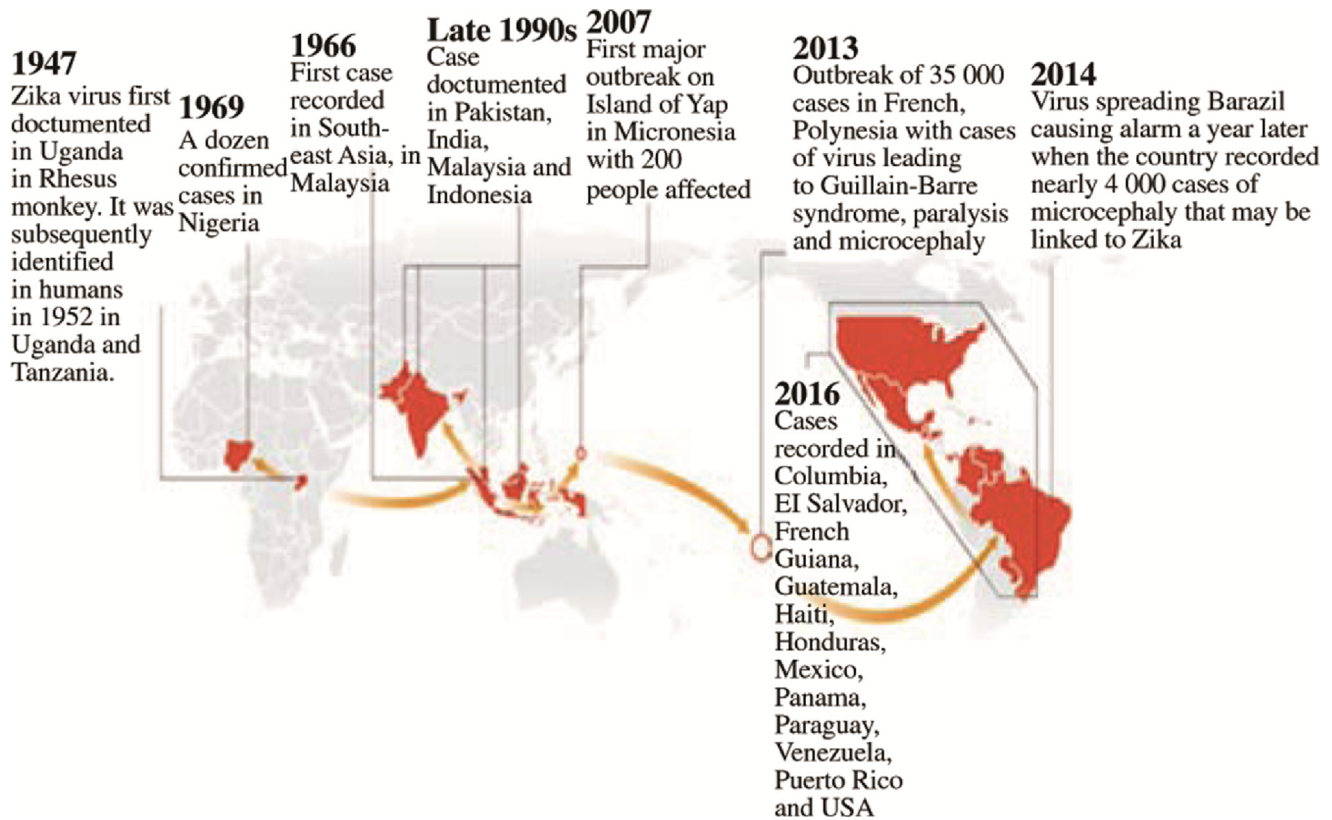 1947
Zika virus first
doctumented
in Uganda
in Rhesus
monkey. It was
subsequently
identified
in humans
in 1952 in
Uganda and
Tanzania.
1969
A dozen
confirmed
cases in
Nigeria
1966
First case
recorded
in South-
east Asia, in
Malaysia
Late 1990s
Case
doctumented
in Pakistan,
India,
Malaysia and
Indonesia
2007
First major
outbreak on
Island of Yap
in Micronesia
with 200
people affected
2013
Outbreak of 35 000
cases in French,
Polynesia with cases
of virus leading
to Guillain-Barre
syndrome, paralysis
and microcephaly
2014
Virus spreading Barazil
causing alarm a year later
when the country recorded
nearly 4 000 cases of
microcephaly that may be
linked to Zika
2016
Cases
recorded in
Columbia,
EI Salvador,
French
Guiana,
Guatemala,
Haiti,
Honduras,
Mexico,
Panama,
Paraguay,
Venezuela,
Puerto Rico
and USA